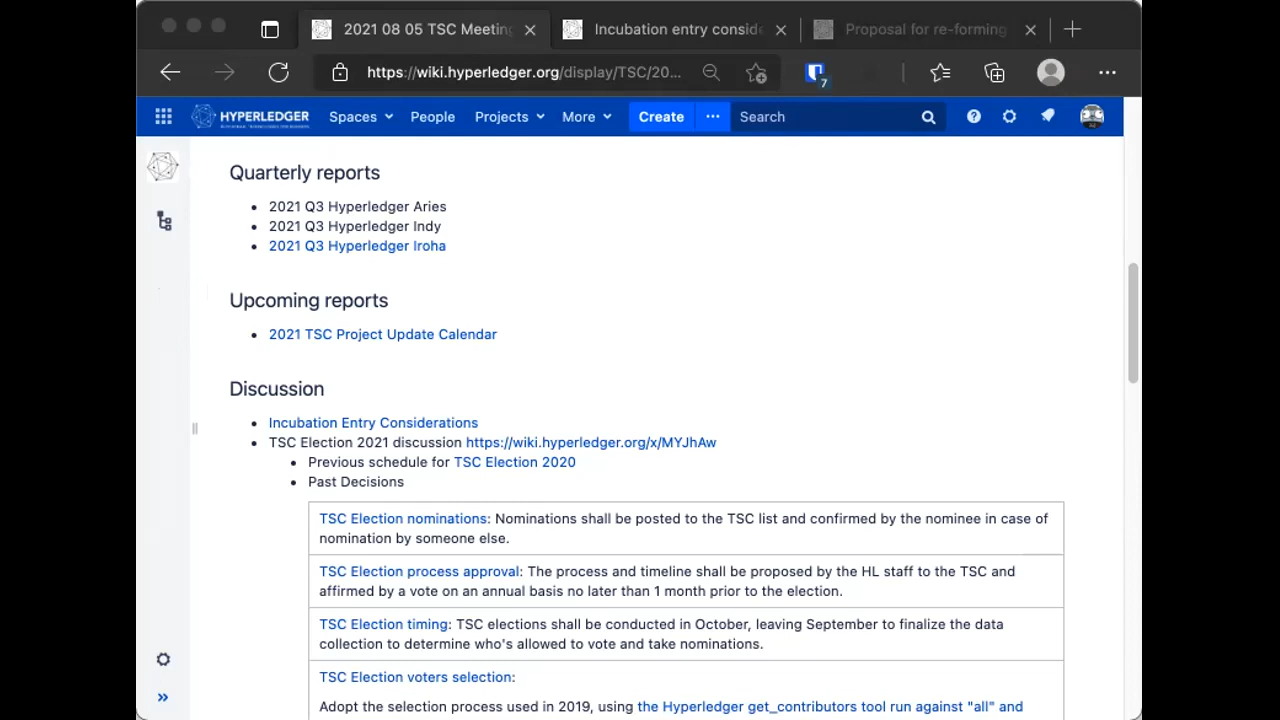 2021 08 05 TSC Meeting
Incubation entry conside
Proposal for re-forming
https://wiki.hyperledger.org/display/TSC/20...
7
HYPERLEDGER
Spaces
People
Projects
More
Create
Search
Quarterly reports
2021 Q3 Hyperledger Aries
2021 Q3 Hyperledger Indy
2021 Q3 Hyperledger Iroha
Upcoming reports
2021 TSC Project Update Calendar
Discussion
Incubation Entry Considerations
TSC Election 2021 discussion https://wiki.hyperledger.org/x/MYJhAw
Previous schedule for TSC Election 2020
Past Decisions
TSC Election nominations: Nominations shall be posted to the TSC list and confirmed by the nominee in case of
nomination by someone else.
TSC Election process approval: The process and timeline shall be proposed by the HL staff to the TSC and
affirmed by a vote on an annual basis no later than 1 month prior to the election.
TSC Election timing: TSC elections shall be conducted in October, leaving September to finalize the data
collection to determine who's allowed to vote and take nominations.
TSC Election voters selection:
Adopt the selection process used in 2019, using the Hyperledger get_contributors tool run against "all" and